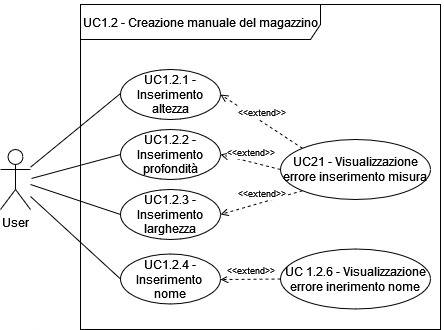 UC1.2 - Creazione manuale del magazzino
UC1.2.1 -
Inserimento
altezza
<<extend>>
UC1.2.2 -
Inserimento
profondità
<<extend>>
UC21 - Visualizzazione
errore inserimento misura
UC1.2.3 -
Inserimento
larghezza
<<extend>>
User
UC1.2.4 -
Inserimento
nome
<<extend>>
UC 1.2.6 - Visualizzazione
errore inerimento nome